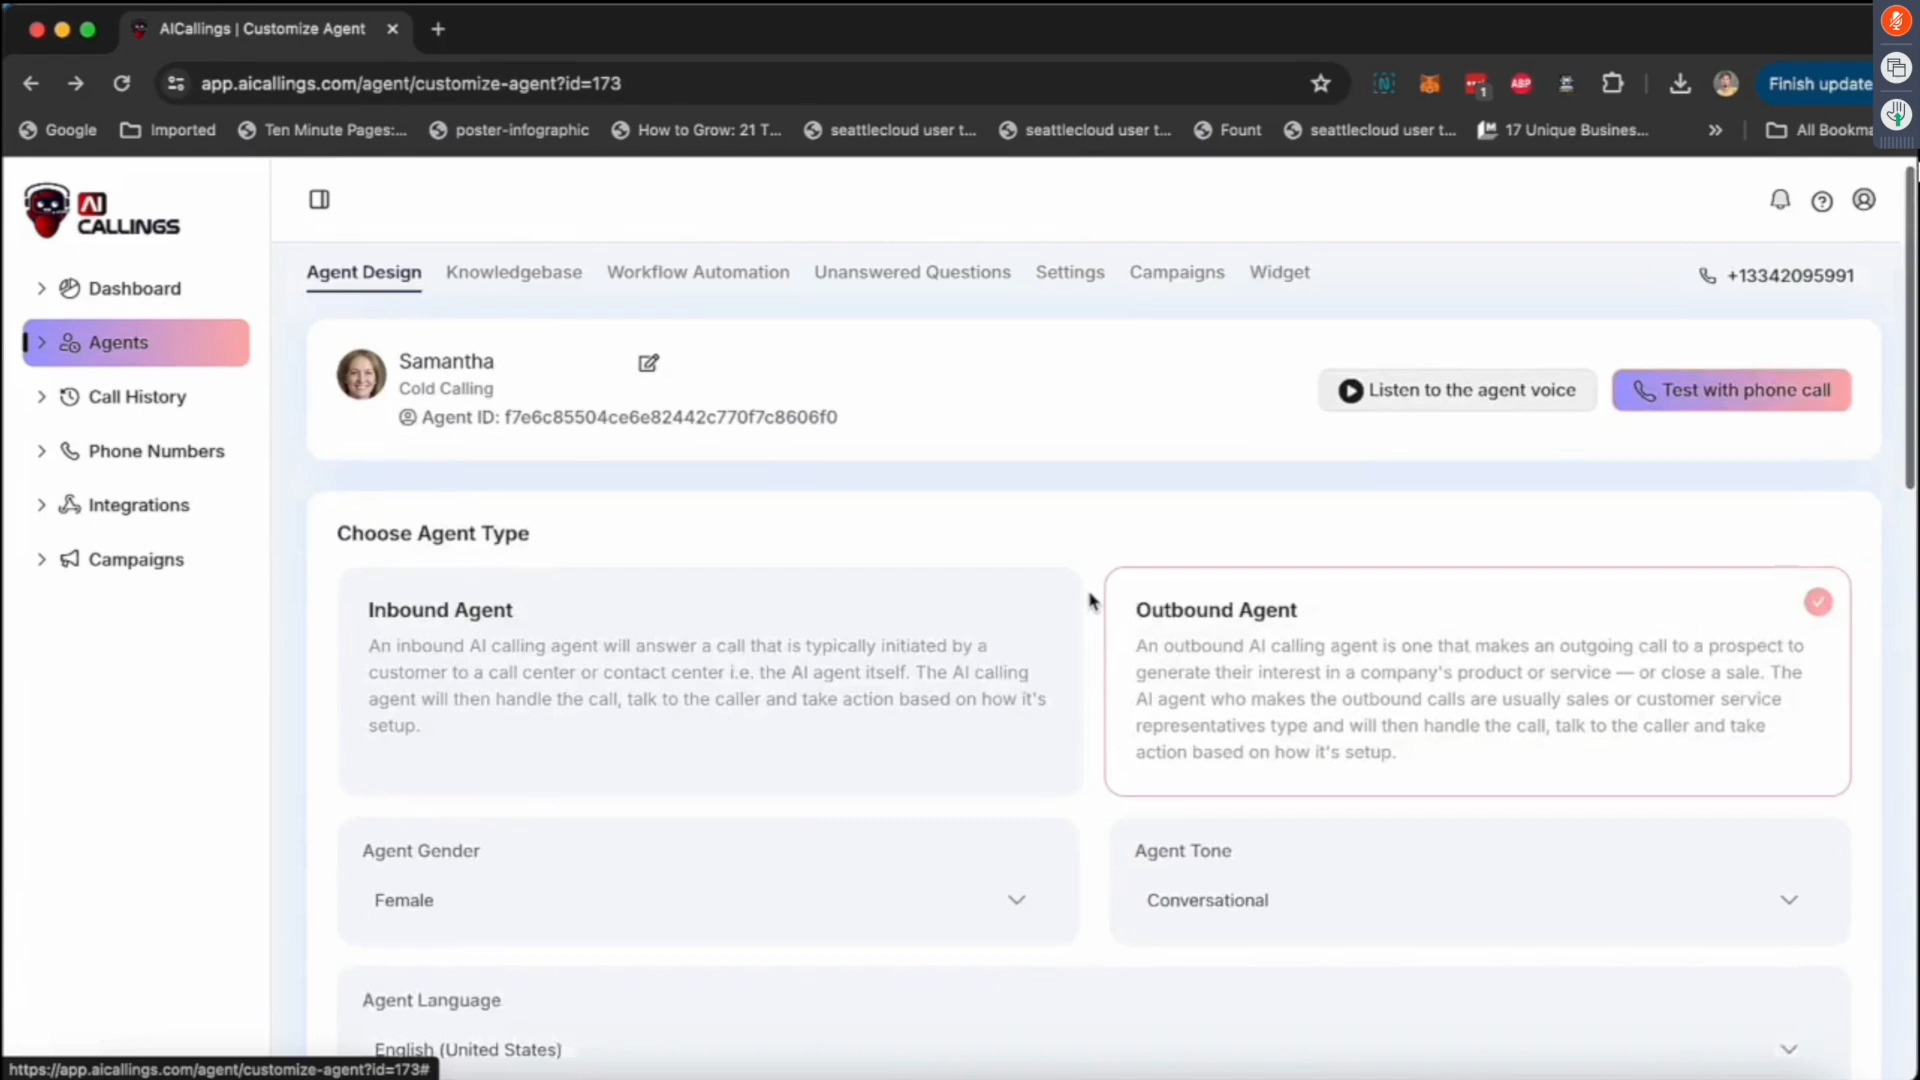 AICallings | Customize Agent
app.aicallings.com/agent/customize-agent?id=173
1
ABP
Finish update
Google
Imported
Ten Minute Pages:...
poster-infographic
How to Grow: 21 T...
seattlecloud user t...
seattlecloud user t...
Fount
seattlecloud user t...
17 Unique Busines...
»
All Bookma
AI
CALLINGS
Dashboard
Agents
Call History
Phone Numbers
Integrations
Campaigns
Agent Design
Knowledgebase
Workflow Automation
Unanswered Questions
Settings
Campaigns
Widget
+13342095991
Samantha
Cold Calling
Agent ID: f7e6c85504ce6e82442c770f7c8606f0
Listen to the agent voice
Test with phone call
Choose Agent Type
Inbound Agent
An inbound AI calling agent will answer a call that is typically initiated by a
customer to a call center or contact center i.e. the AI agent itself. The AI calling
agent will then handle the call, talk to the caller and take action based on how it's
setup.
Outbound Agent
An outbound AI calling agent is one that makes an outgoing call to a prospect to
generate their interest in a company's product or service — or close a sale. The
AI agent who makes the outbound calls are usually sales or customer service
representatives type and will then handle the call, talk to the caller and take
action based on how it's setup.
Agent Gender
Female
Agent Tone
Conversational
Agent Language
English (United States)
https://app.aicallings.com/agent/customize-agent?id=173#